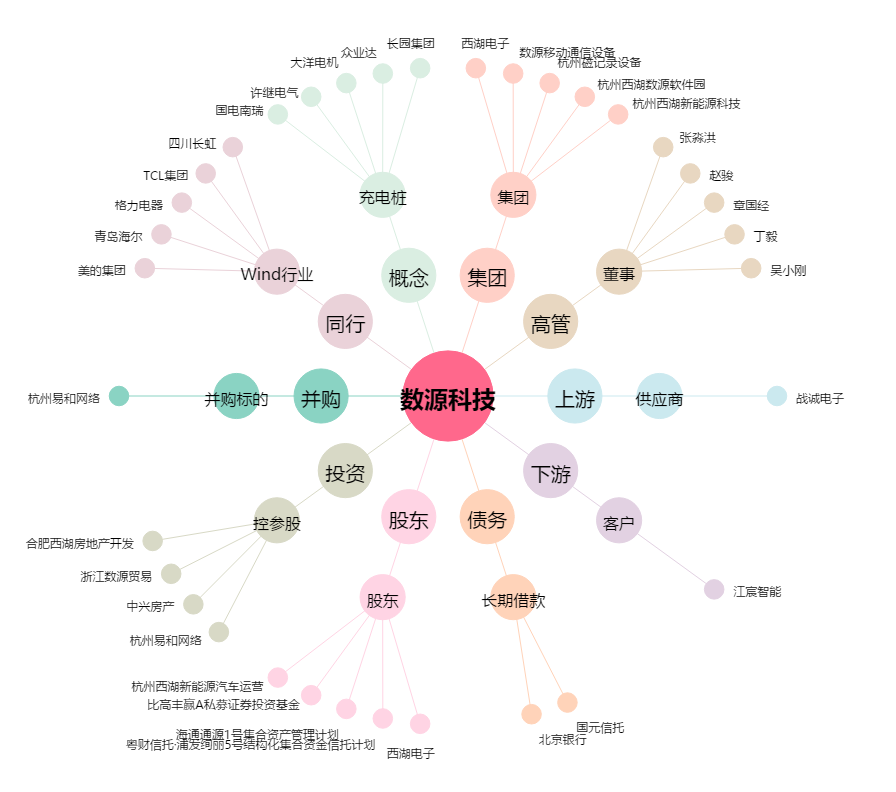 长园集团
西湖电子
众业达
数源移动通信设备
大洋电机
杭州磁记录设备
许继电气
杭州西湖数源软件园
国电南瑞
杭州西湖新能源科技
四川长虹
张淼洪
TCL集团
赵骏
充电桩
集团
格力电器
章国经
青岛海尔
丁毅
美的集团
吴小刚
Wind行业
概念
集团
董事
同行
高管
杭州易和网络
并购标的
并购
数源科技
上游
供应商
战诚电子
投资
下游
控参股
股东
债务
客户
合肥西湖房地产开发
浙江数源贸易
江宸智能
中兴房产
股东
长期借款
杭州易和网络
杭州西湖新能源汽车运营
比高丰赢A私募证券投资基金
国元信托
海通通源1号集合资产管理计划
北京银行
粤财信托·浦发绚丽5号结构化集合资金信托计划
西湖电子